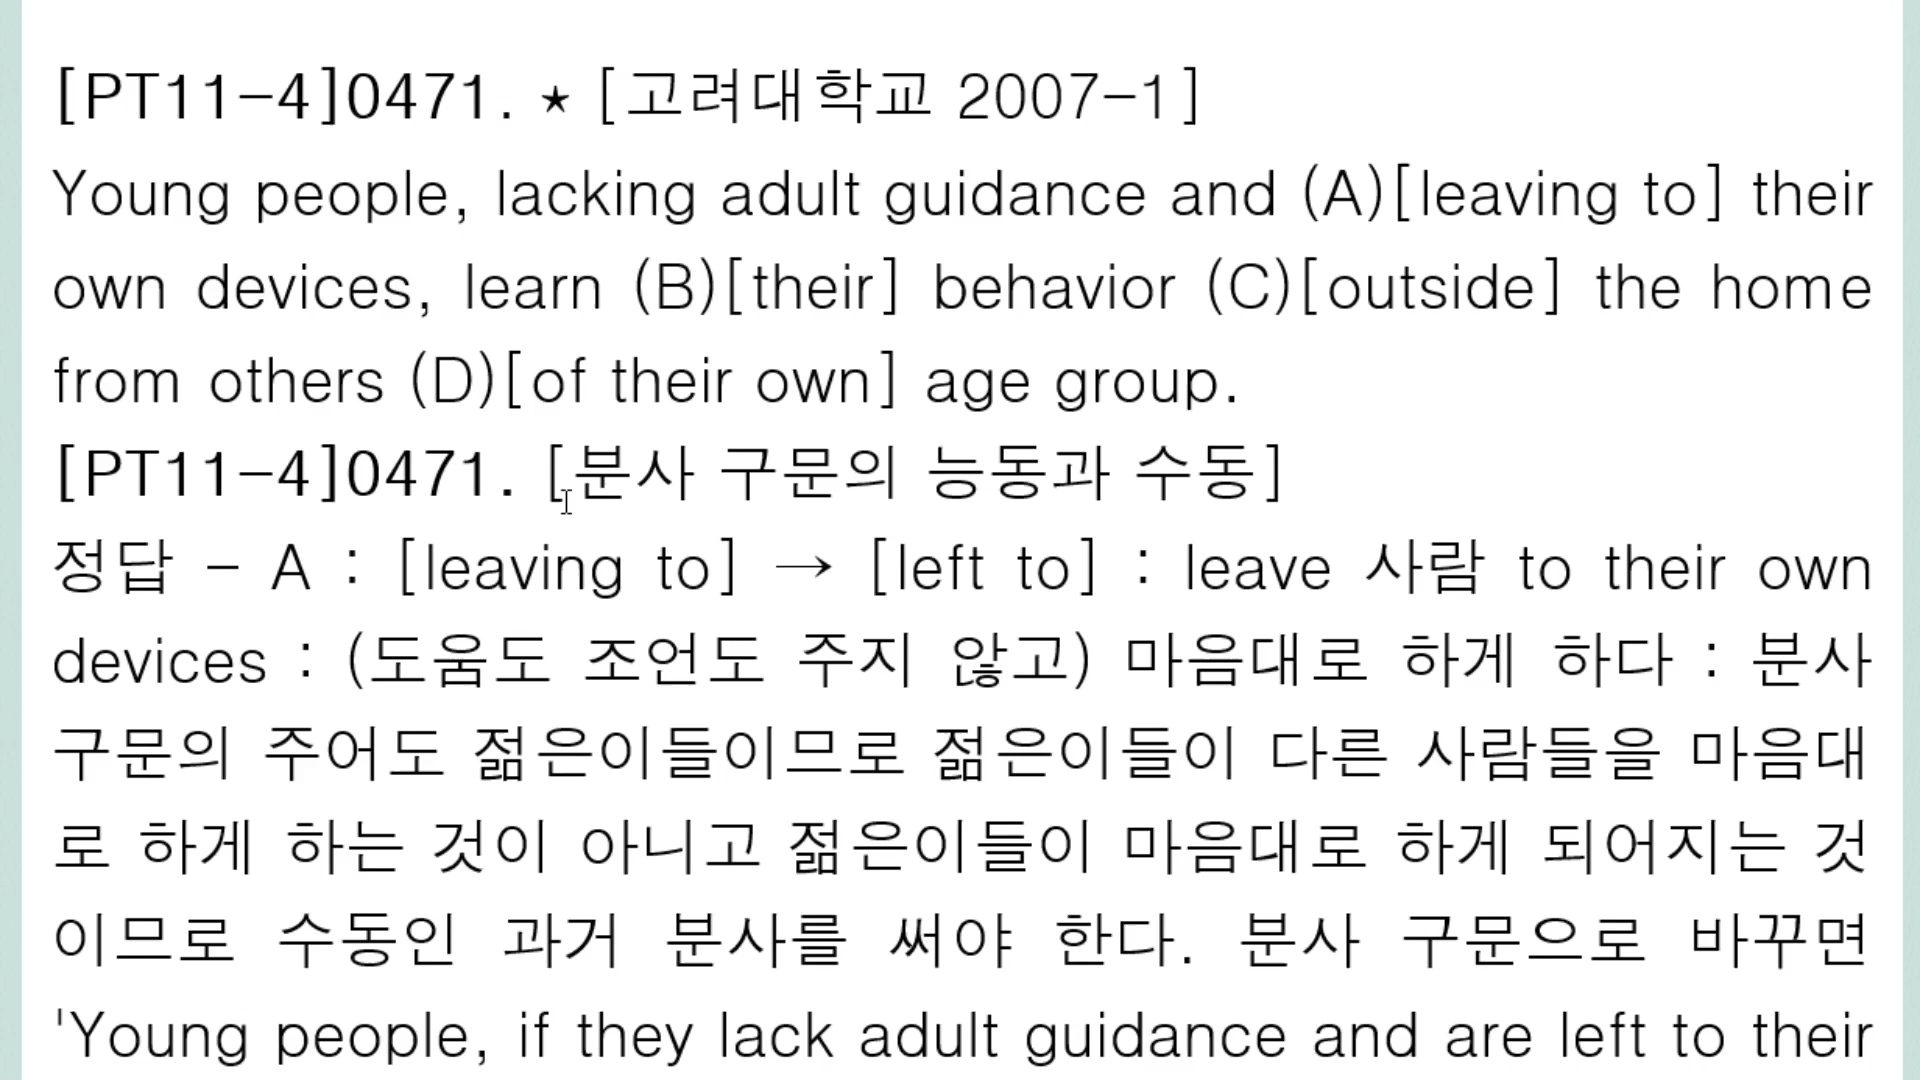 [PT11-4]0471. ⋆ [고려대학교 2007-1]
Young people, lacking adult guidance and (A)[leaving to] their
own devices, learn (B)[their] behavior (C)[outside] the home
from others (D)[of their own] age group.
[PT11-4]0471. [분사 구문의 능동과 수동]
정답 - A : [leaving to] → [left to] : leave 사람 to their own
devices : (도움도 조언도 주지 않고) 마음대로 하게 하다 : 분사
구문의 주어도 젊은이들이므로 젊은이들이 다른 사람들을 마음대
로 하게 하는 것이 아니고 젊은이들이 마음대로 하게 되어지는 것
이므로 수동인 과거 분사를 써야 한다. 분사 구문으로 바꾸면
'Young people, if they lack adult guidance and are left to their